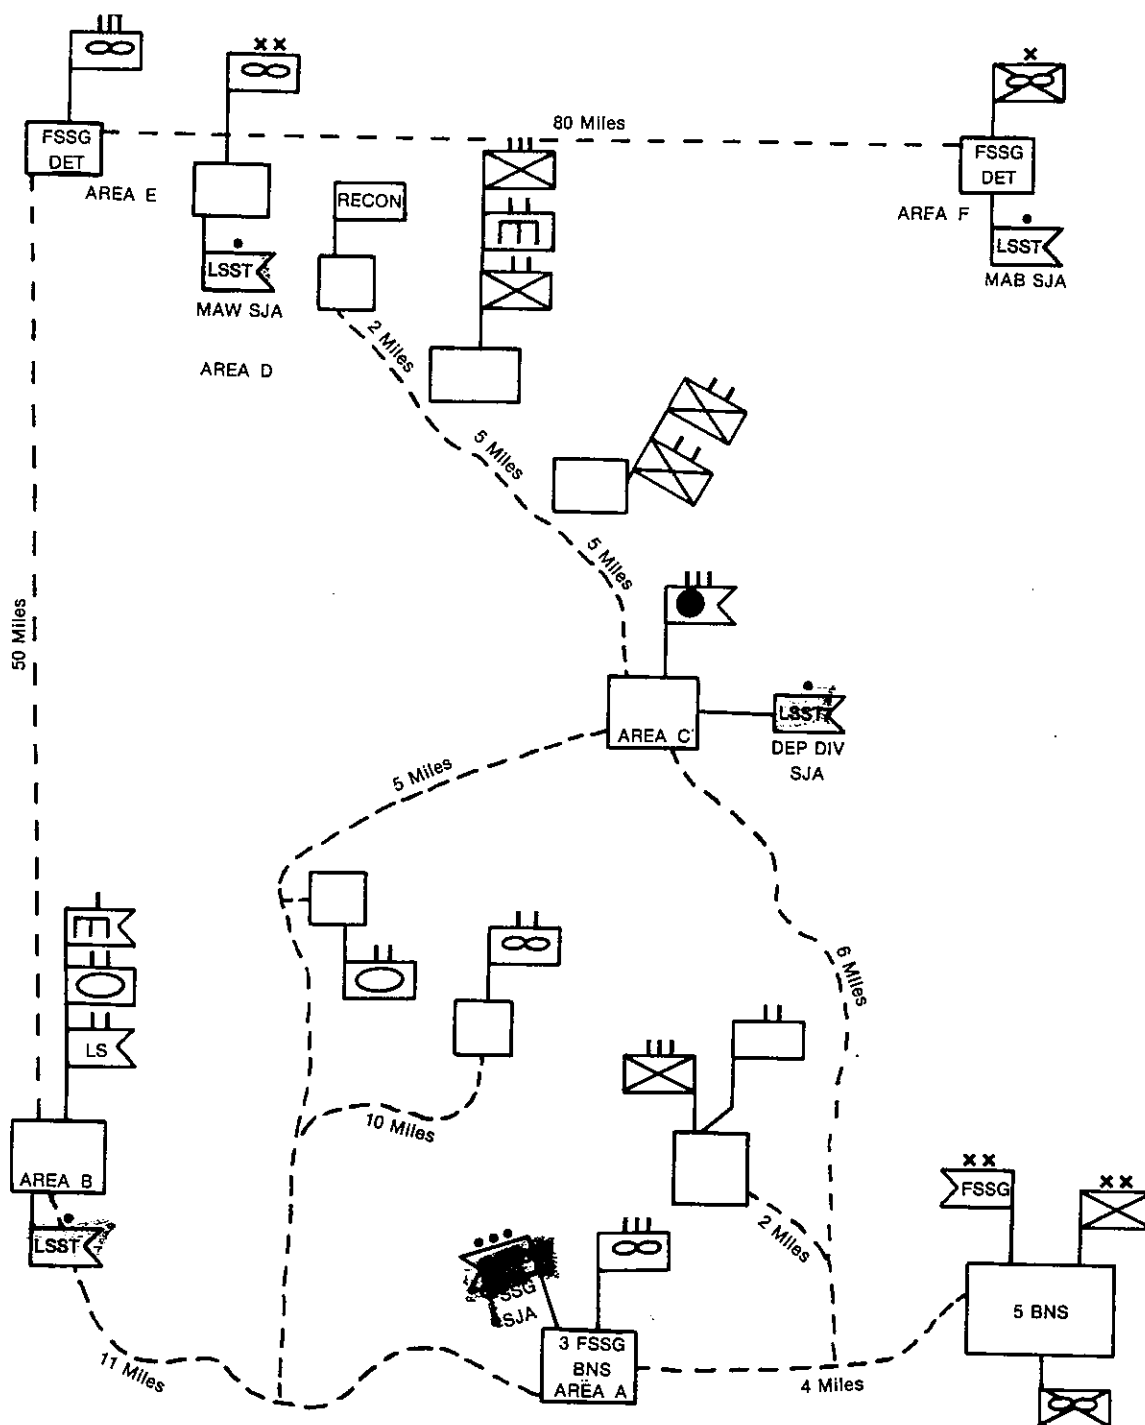 80 Miles
FSSG
DET
AREA E
RECON
LSST
MAW SJA
AREA D
FSSG
DET
AREA F
LSST
MAB SJA
2 Miles
5 Miles
5 Miles
50 Miles
AREA C
LSST
DEP DIV
SJA
5 Miles
6 Miles
LS
10 Miles
AREA B
LSST
2 Miles
FSSG
5 BNS
SJA
3 FSSG
BNS
AREA A
11 Miles
4 Miles